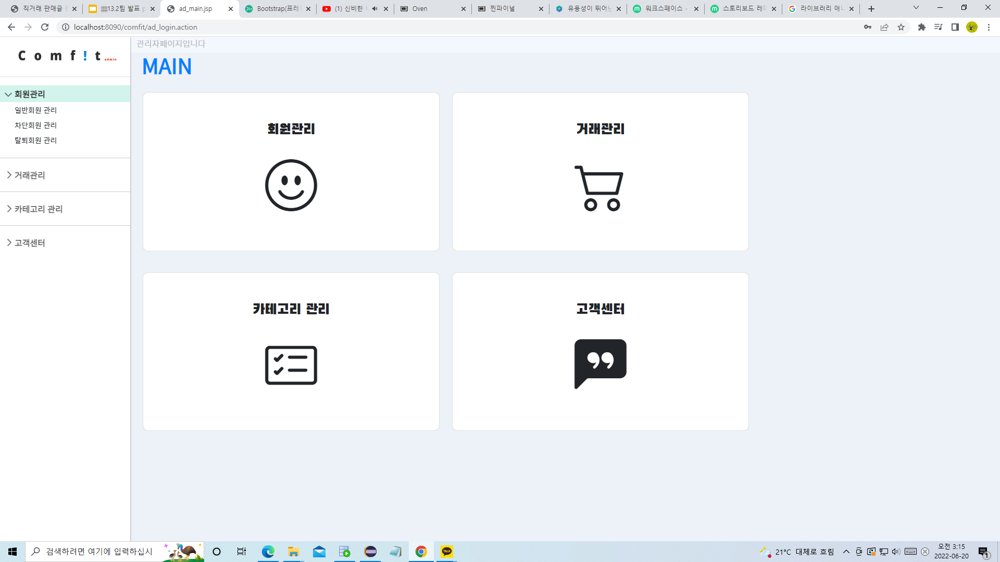 직거래 판매글
13.2팀 발표 p
ad_main.jsp
Bootstrap(프레
(1) 신비한
Oven
찐파이널
유용성이 뛰어난
워크스페이스 -
스토리보드 레이
라이브러리 애니
localhost:8090/comfit/ad_login.action
Comf!t admin
관리자페이지입니다
MAIN
회원관리
일반회원 관리
차단회원 관리
탈퇴회원 관리
거래관리
카테고리 관리
고객센터
회원관리
거래관리
카테고리 관리
고객센터
검색하려면 여기에 입력하십시
TALK
21°C 대체로 흐림
오전 3:15
2022-06-20
1